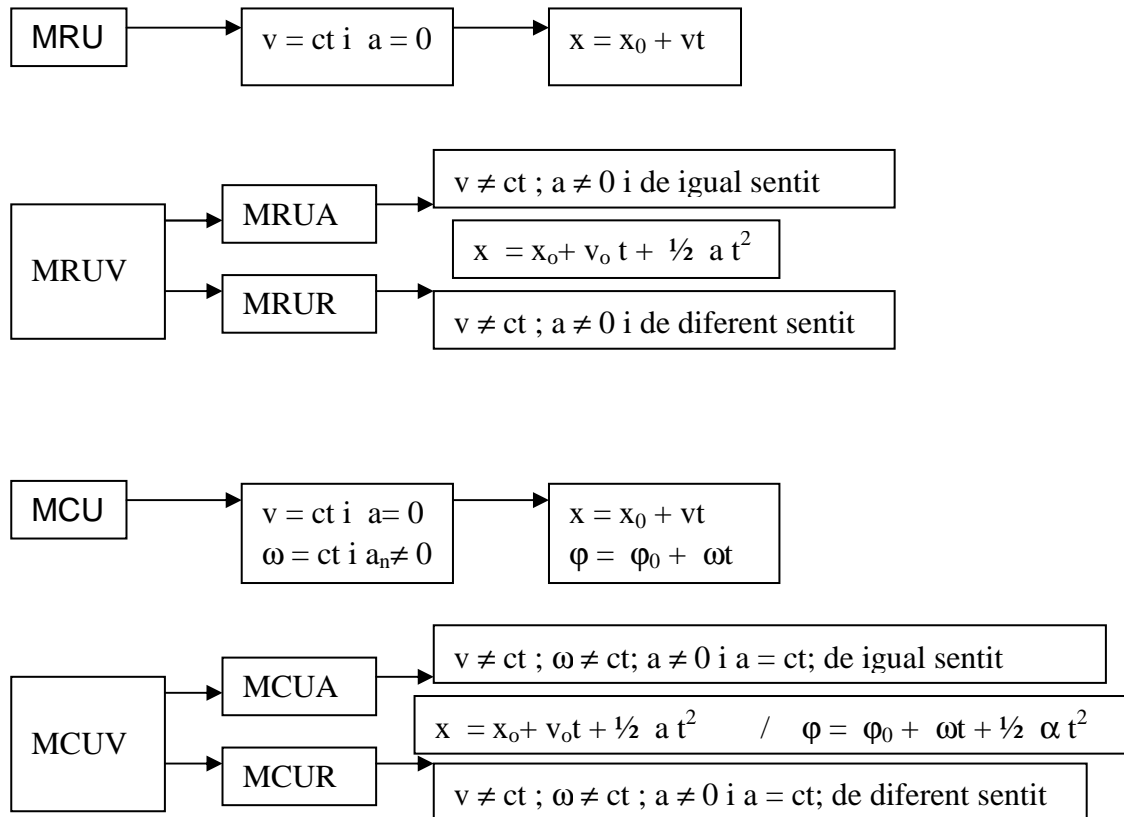 MRU
v = ct i a = 0
x = x₀ + vt
v ≠ ct ; a ≠ 0 i de igual sentit
MRUA
x = xₒ+ vₒ t + ½ a t²
MRUV
MRUR
v ≠ ct ; a ≠ 0 i de diferent sentit
MCU
v = ct i a= 0
ω = ct i aₙ≠ 0
x = x₀ + vt
φ = φ₀ + ωt
v ≠ ct ; ω ≠ ct; a ≠ 0 i a = ct; de igual sentit
MCUA
x = xₒ+ vₒt + ½ a t² / φ = φ₀ + ωt + ½ α t²
MCUV
MCUR
v ≠ ct ; ω ≠ ct ; a ≠ 0 i a = ct; de diferent sentit